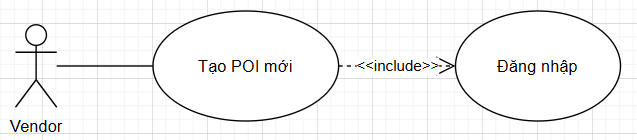 Tạo POI mới
<<include>>
Đăng nhập
Vendor